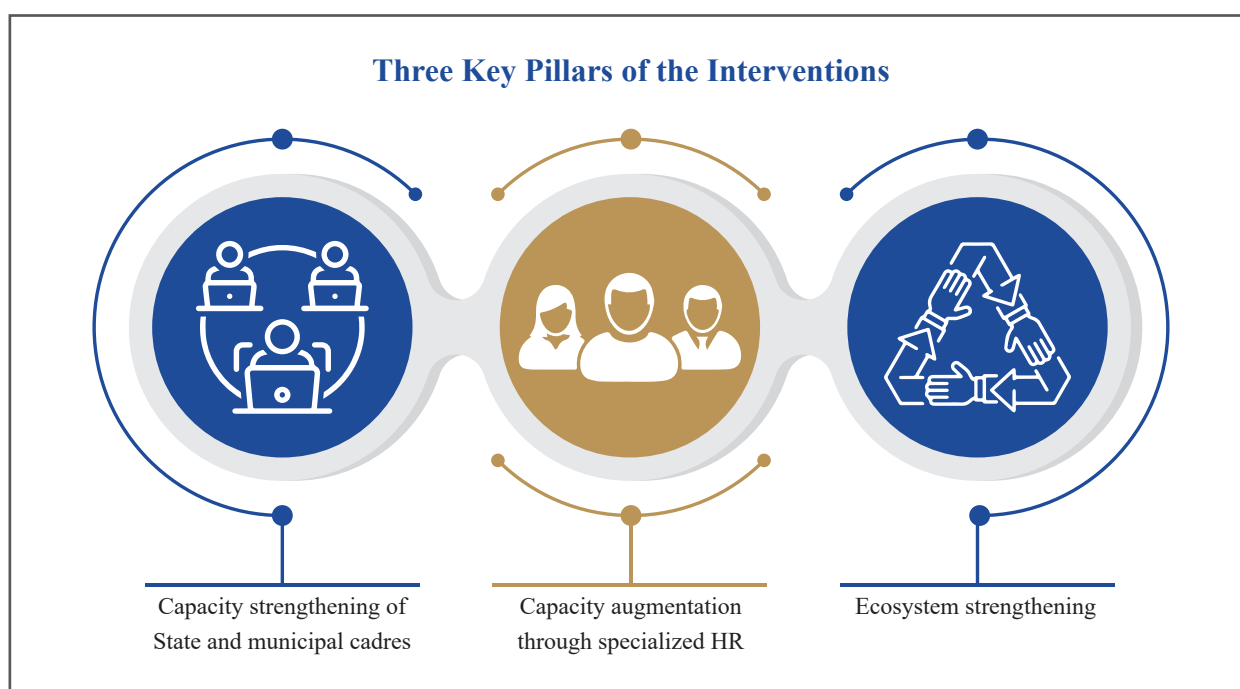 Three Key Pillars of the Interventions
Capacity strengthening of
State and municipal cadres
Capacity augmentation
through specialized HR
Ecosystem strengthening